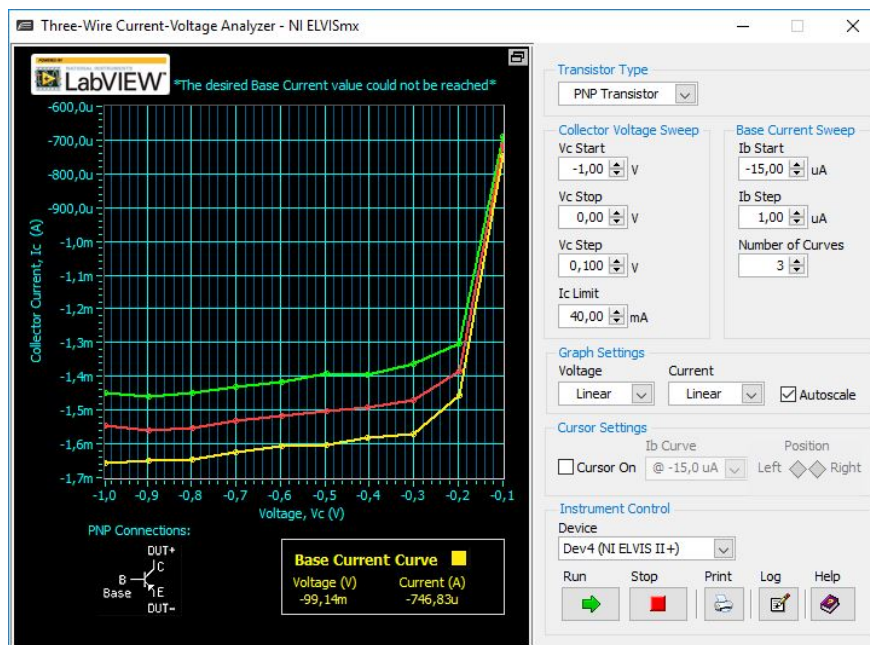 Three-Wire Current-Voltage Analyzer - NI ELVISmx
POWERED BY
NATIONAL INSTRUMENTS
LabVIEW™
*The desired Base Current value could not be reached*
-600,0u
-700,0u
-800,0u
-900,0u
-1,0m
-1,1m
-1,2m
-1,3m
-1,4m
-1,5m
-1,6m
-1,7m
Collector Current, Ic (A)
-1,0 -0,9 -0,8 -0,7 -0,6 -0,5 -0,4 -0,3 -0,2 -0,1
Voltage, Vc (V)
PNP Connections:
DUT+
C
B
Base
E
DUT-
Base Current Curve
Voltage (V) Current (A)
-99,14m -746,83u
Transistor Type
PNP Transistor
Collector Voltage Sweep
Vc Start
-1,00 V
Vc Stop
0,00 V
Vc Step
0,100 V
Ic Limit
40,00 mA
Base Current Sweep
Ib Start
-15,00 uA
Ib Step
1,00 uA
Number of Curves
3
Graph Settings
Voltage Current
Linear Linear Autoscale
Cursor Settings
Ib Curve Position
Cursor On @ -15,0 uA Left Right
Instrument Control
Device
Dev4 (NI ELVIS II+)
Run Stop Print Log Help